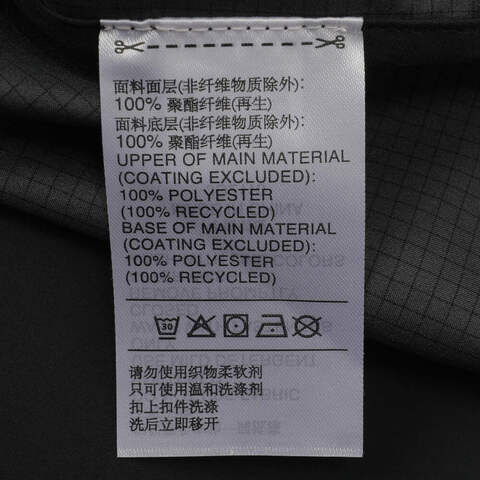 面料面层(非纤维物质除外):
100% 聚酯纤维(再生)
面料底层(非纤维物质除外):
100% 聚酯纤维(再生)
UPPER OF MAIN MATERIAL
(COATING EXCLUDED):
100% POLYESTER
(100% RECYCLED)
BASE OF MAIN MATERIAL
(COATING EXCLUDED):
100% POLYESTER
(100% RECYCLED)
30
请勿使用织物柔软剂
只可使用温和洗涤剂
扣上扣件洗涤
洗后立即移开